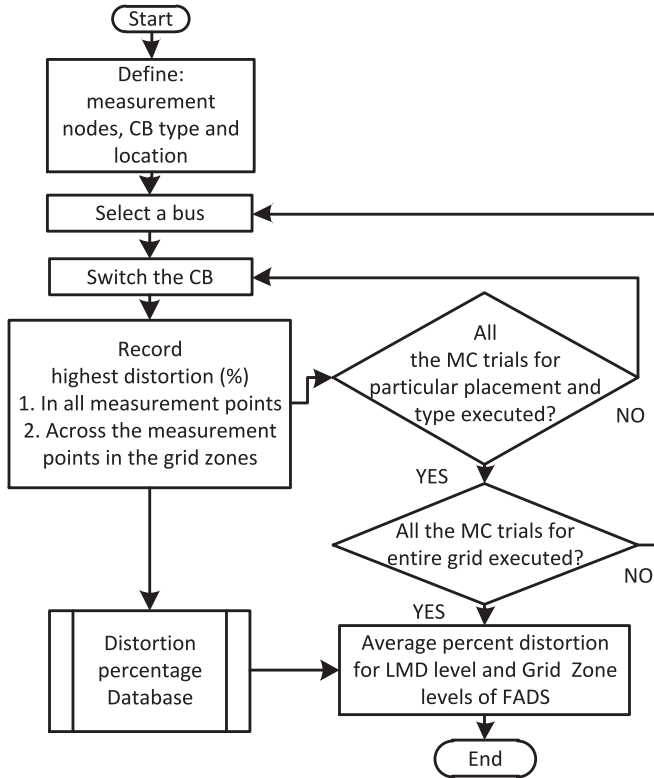 Start
Define:
measurement
nodes, CB type and
location
Select a bus
Switch the CB
Record
highest distortion (%)
1. In all measurement points
2. Across the measurement
points in the grid zones
All
the MC trials for
particular placement and
type executed?
NO
YES
All the MC trials for
entire grid executed?
NO
YES
Distortion
percentage
Database
Average percent distortion
for LMD level and Grid Zone
levels of FADS
End